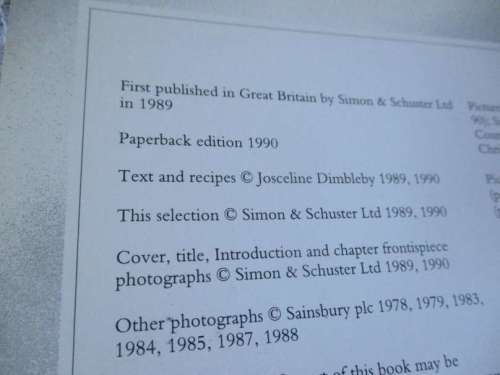 First published in Great Britain by Simon & Schuster Ltd
in 1989
Paperback edition 1990
Text and recipes © Josceline Dimbleby 1989, 1990
This selection © Simon & Schuster Ltd 1989, 1990
Cover, title, Introduction and chapter frontispiece
photographs © Simon & Schuster Ltd 1989, 1990
Other photographs © Sainsbury plc 1978, 1979, 1983,
1984, 1985, 1987, 1988
of this book may be
90): S